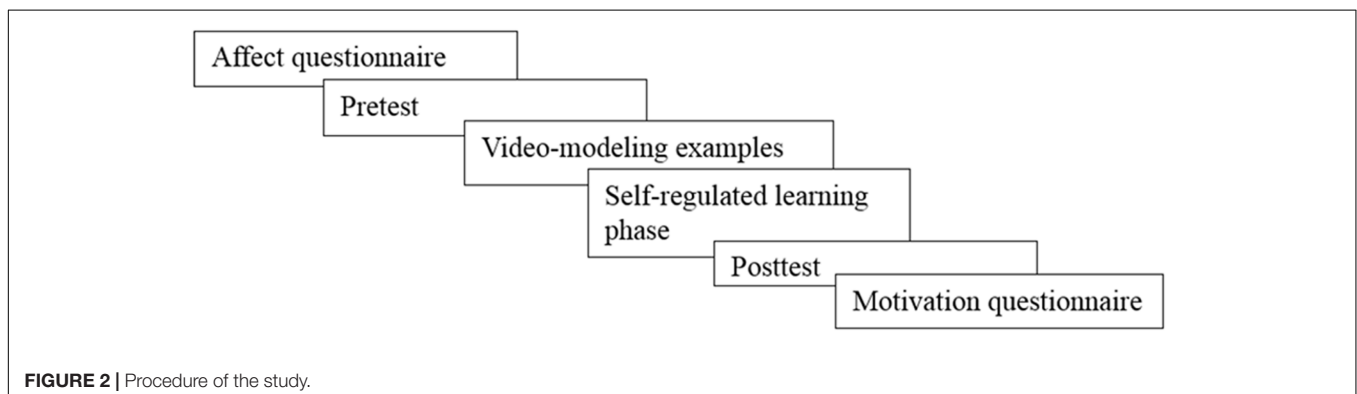 Affect questionnaire
Pretest
Video-modeling examples
Self-regulated learning
phase
Posttest
Motivation questionnaire
FIGURE 2 | Procedure of the study.